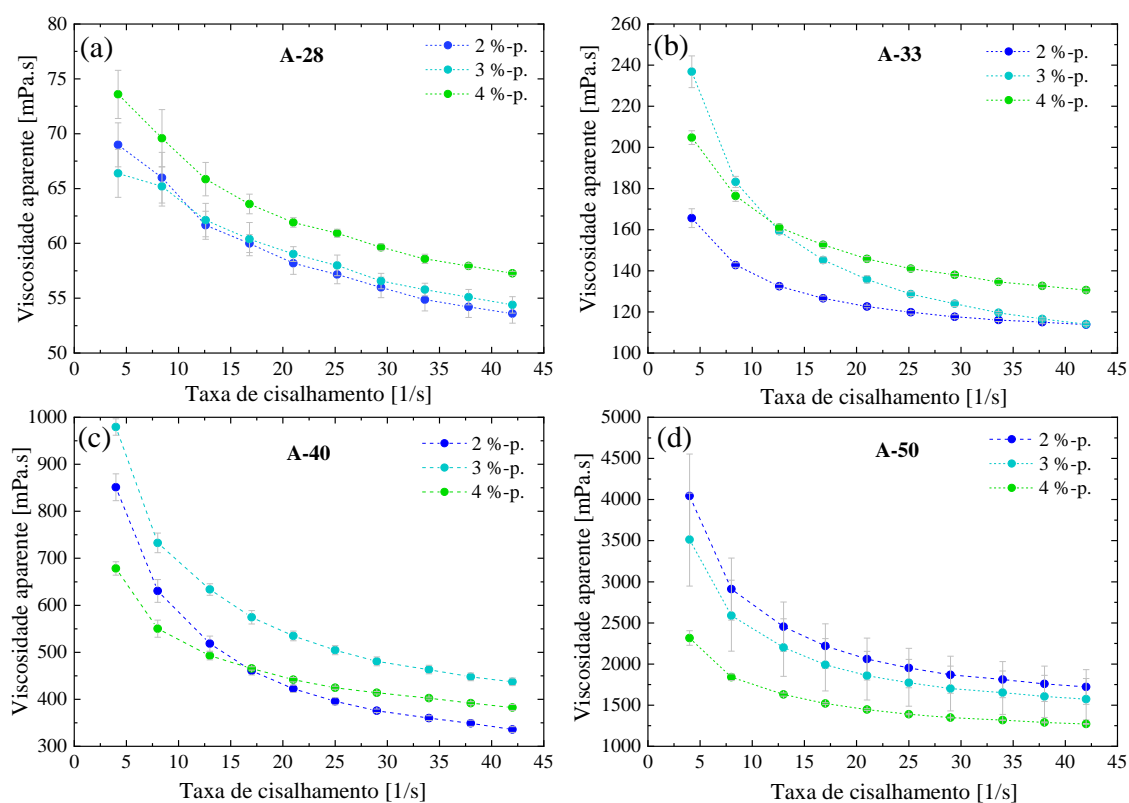 (a)
A-28
2 %-p.
3 %-p.
4 %-p.
80
75
70
65
60
55
50
0 5 10 15 20 25 30 35 40 45
Viscosidade aparente [mPa.s]
Taxa de cisalhamento [1/s]
(b)
A-33
2 %-p.
3 %-p.
4 %-p.
260
240
220
200
180
160
140
120
100
0 5 10 15 20 25 30 35 40 45
Viscosidade aparente [mPa.s]
Taxa de cisalhamento [1/s]
(c)
A-40
2 %-p.
3 %-p.
4 %-p.
1000
900
800
700
600
500
400
300
0 5 10 15 20 25 30 35 40 45
Viscosidade aparente [mPa.s]
Taxa de cisalhamento [1/s]
(d)
A-50
2 %-p.
3 %-p.
4 %-p.
5000
4500
4000
3500
3000
2500
2000
1500
1000
0 5 10 15 20 25 30 35 40 45
Viscosidade aparente [mPa.s]
Taxa de cisalhamento [1/s]